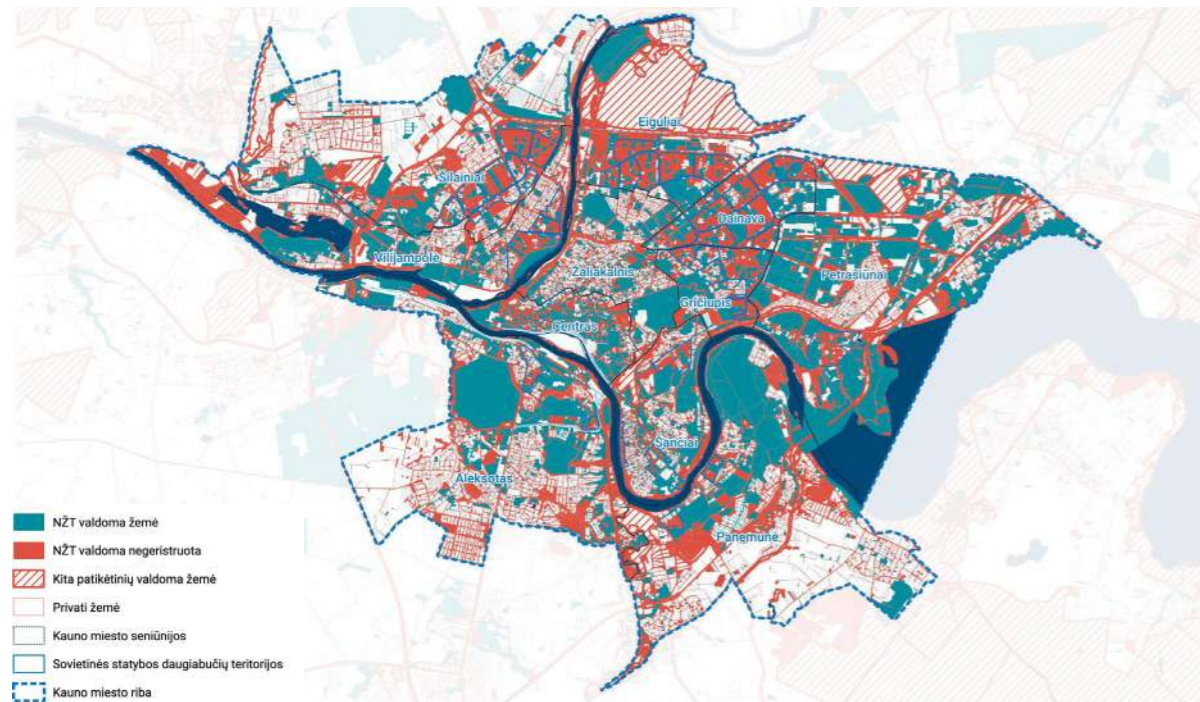 Eiguliai
Šilainiai
Dainava
Vilijampolė
Žaliakalnis
Petrašiūnai
Gričiupis
Centras
Šančiai
Aleksotas
Panemunė
NŽT valdoma žemė
NŽT valdoma negeristruota
Kita patikėtinių valdoma žemė
Privati žemė
Kauno miesto seniūnijos
Sovietinės statybos daugiabučių teritorijos
Kauno miesto riba